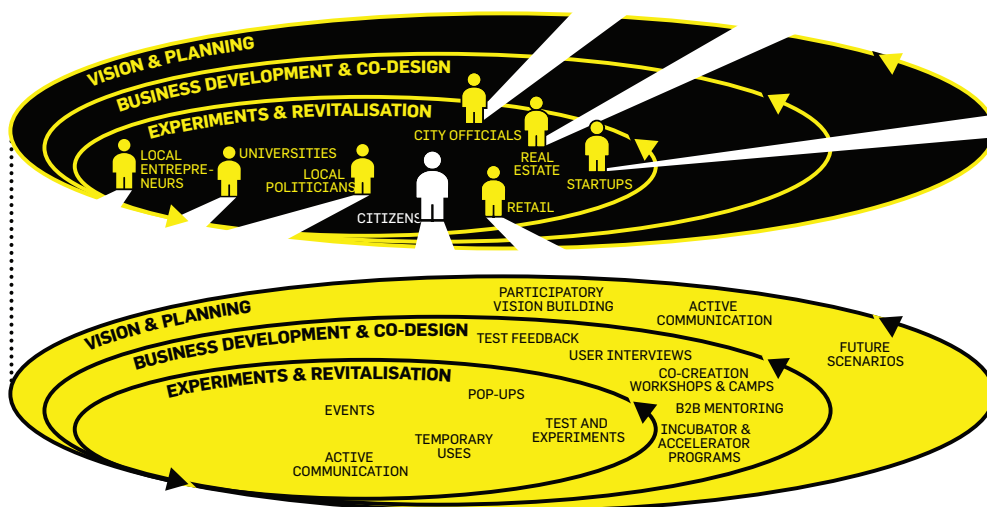 VISION & PLANNING
BUSINESS DEVELOPMENT & CO-DESIGN
EXPERIMENTS & REVITALISATION
CITY OFFICIALS
REAL
ESTATE
STARTUPS
LOCAL
ENTREPRE-
NEURS
UNIVERSITIES
LOCAL
POLITICIANS
CITIZENS
RETAIL
VISION & PLANNING
BUSINESS DEVELOPMENT & CO-DESIGN
EXPERIMENTS & REVITALISATION
PARTICIPATORY
VISION BUILDING
ACTIVE
COMMUNICATION
FUTURE
SCENARIOS
TEST FEEDBACK
USER INTERVIEWS
CO-CREATION
WORKSHOPS & CAMPS
B2B MENTORING
INCUBATOR &
ACCELERATOR
PROGRAMS
POP-UPS
EVENTS
TEST AND
EXPERIMENTS
TEMPORARY
USES
ACTIVE
COMMUNICATION